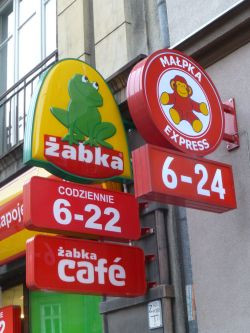 żabka
CODZIENNIE
6-22
żabka
café
MAŁPKA
EXPRESS
6-24